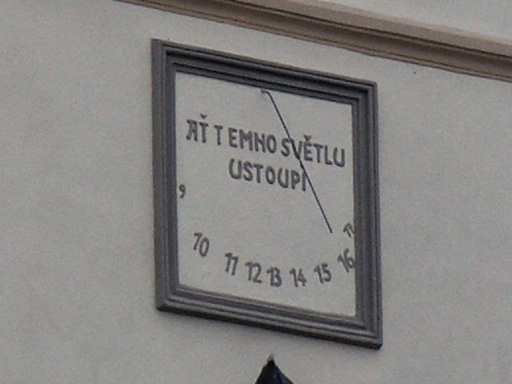 AŤ TEMNO SVĚTLU
USTOUPÍ
9
10 11 12 13 14 15 16 17